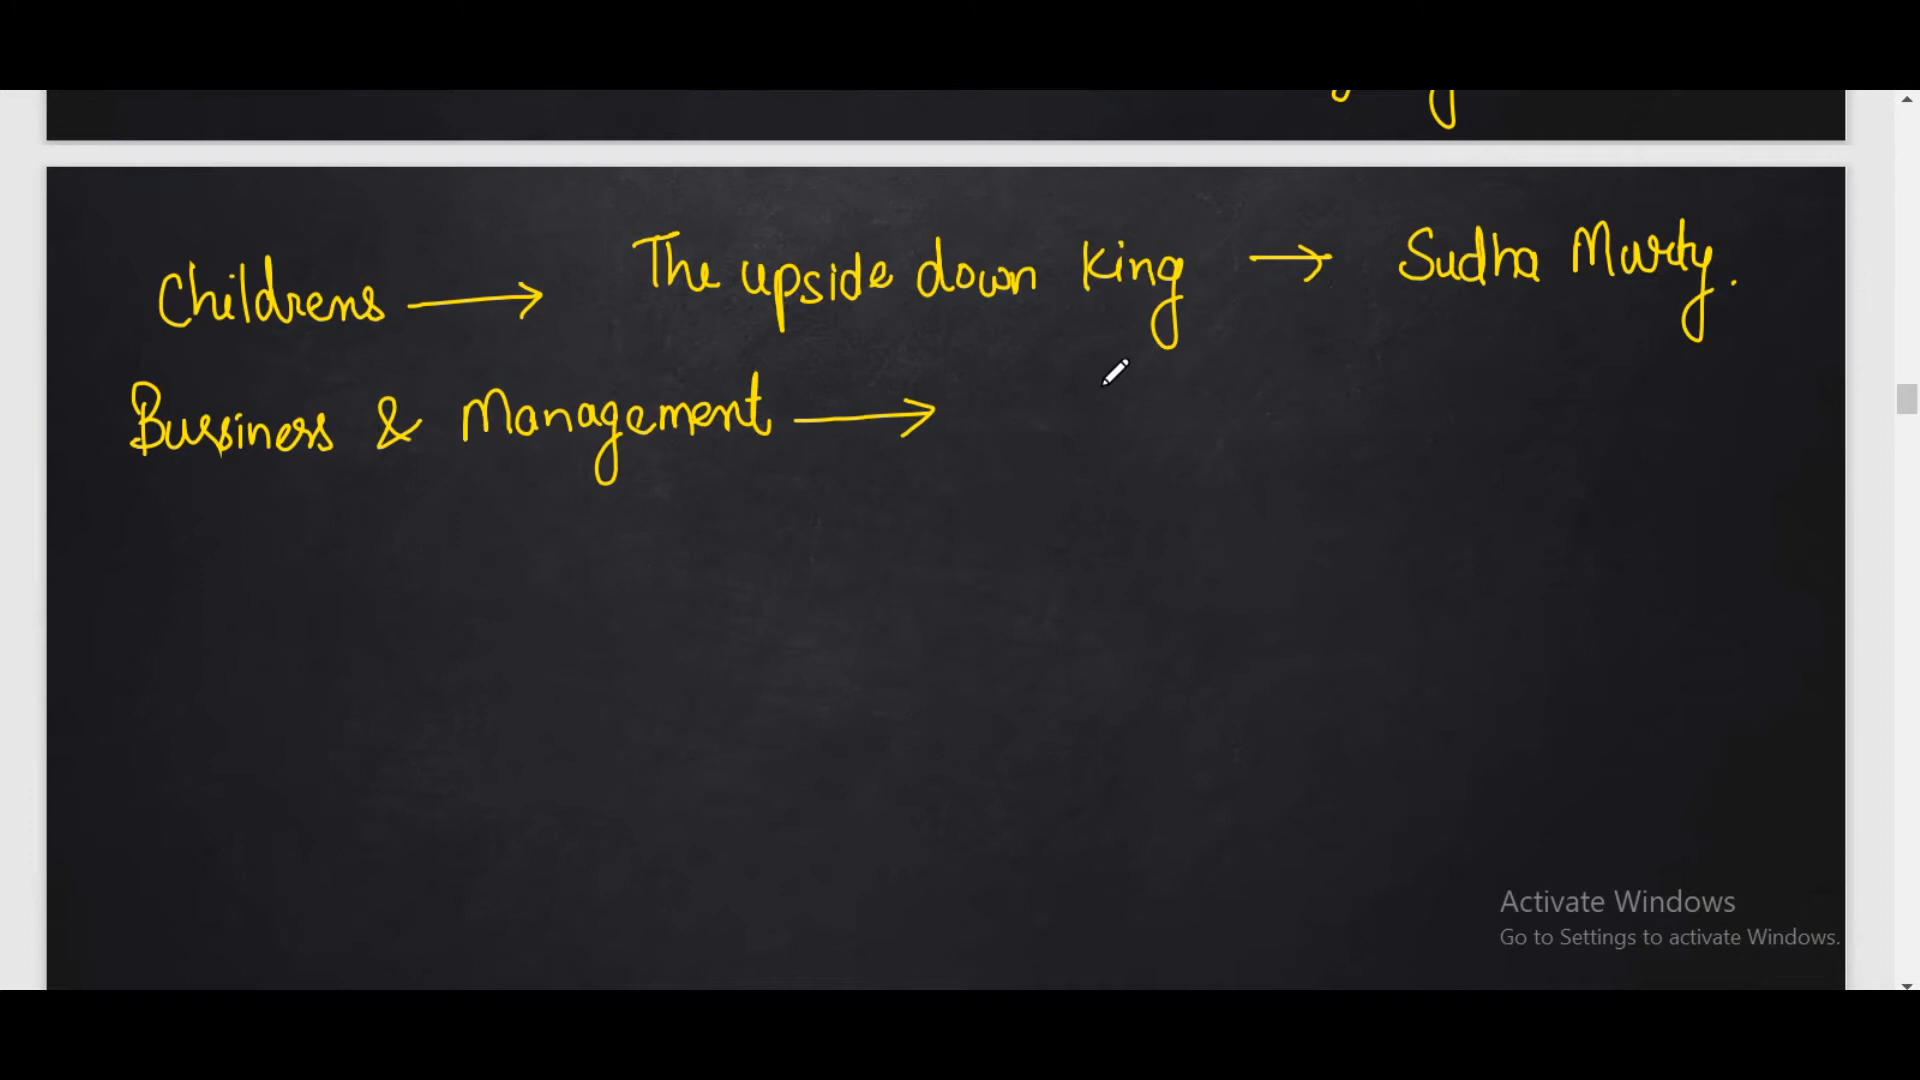 Childrens → The upside down King → Sudha Murty.
Bussiness & Management →
Activate Windows
Go to Settings to activate Windows.